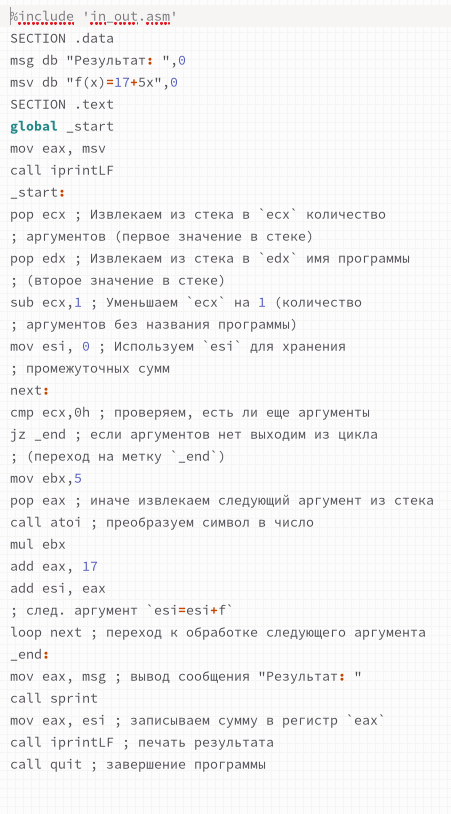 %include 'in_out.asm'
SECTION .data
msg db "Результат: ",0
msv db "f(x)=17+5x",0
SECTION .text
global _start
mov eax, msv
call iprintLF
_start:
pop ecx ; Извлекаем из стека в `ecx` количество
; аргументов (первое значение в стеке)
pop edx ; Извлекаем из стека в `edx` имя программы
; (второе значение в стеке)
sub ecx,1 ; Уменьшаем `ecx` на 1 (количество
; аргументов без названия программы)
mov esi, 0 ; Используем `esi` для хранения
; промежуточных сумм
next:
cmp ecx,0h ; проверяем, есть ли еще аргументы
jz _end ; если аргументов нет выходим из цикла
; (переход на метку `_end`)
mov ebx,5
pop eax ; иначе извлекаем следующий аргумент из стека
call atoi ; преобразуем символ в число
mul ebx
add eax, 17
add esi, eax
; след. аргумент `esi=esi+f`
loop next ; переход к обработке следующего аргумента
_end:
mov eax, msg ; вывод сообщения "Результат: "
call sprint
mov eax, esi ; записываем сумму в регистр `eax`
call iprintLF ; печать результата
call quit ; завершение программы